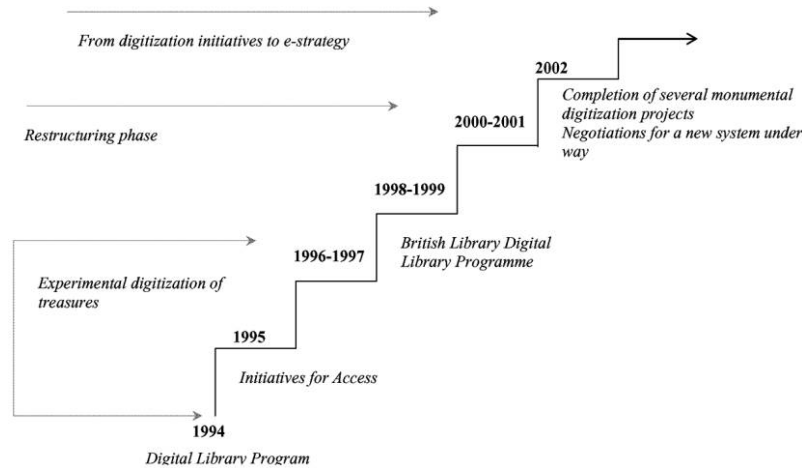 From digitization initiatives to e-strategy
2002
Completion of several monumental
digitization projects
Negotiations for a new system under
way
Restructuring phase
2000-2001
1998-1999
British Library Digital
Library Programme
1996-1997
Experimental digitization of
treasures
1995
Initiatives for Access
1994
Digital Library Program